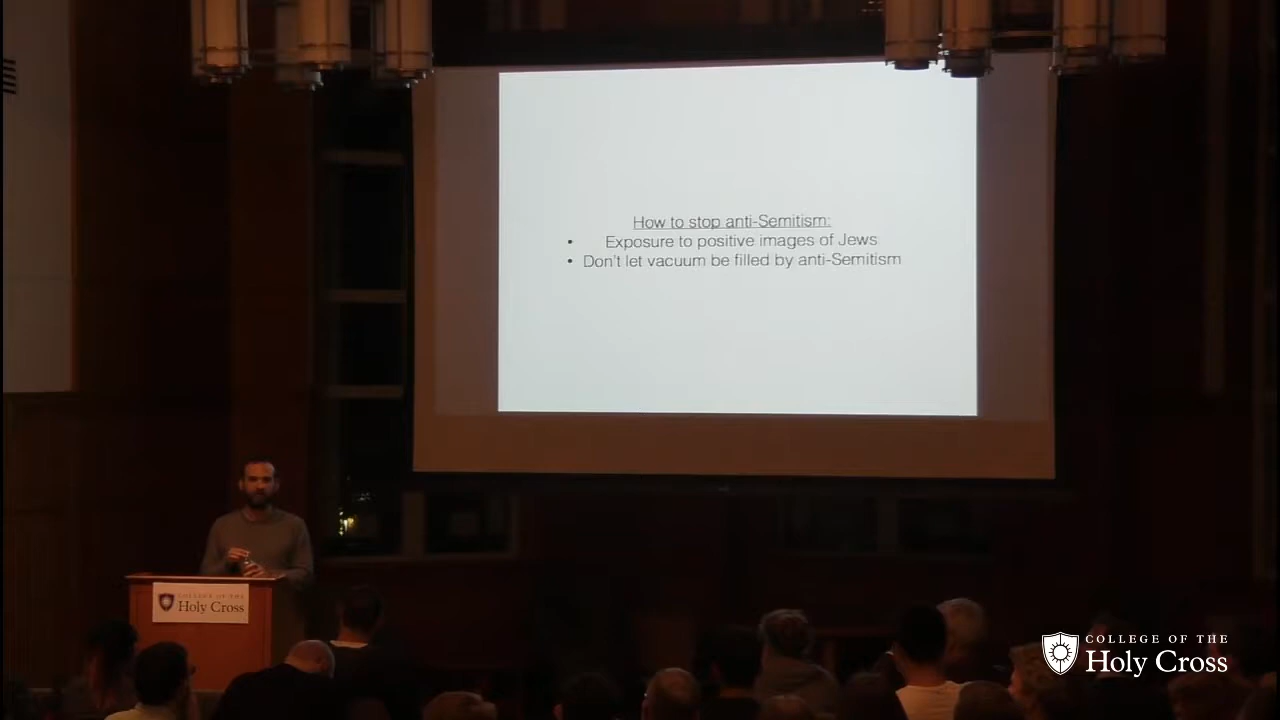 How to stop anti-Semitism:
• Exposure to positive images of Jews
• Don't let vacuum be filled by anti-Semitism
COLLEGE OF THE
Holy Cross
COLLEGE OF THE
Holy Cross